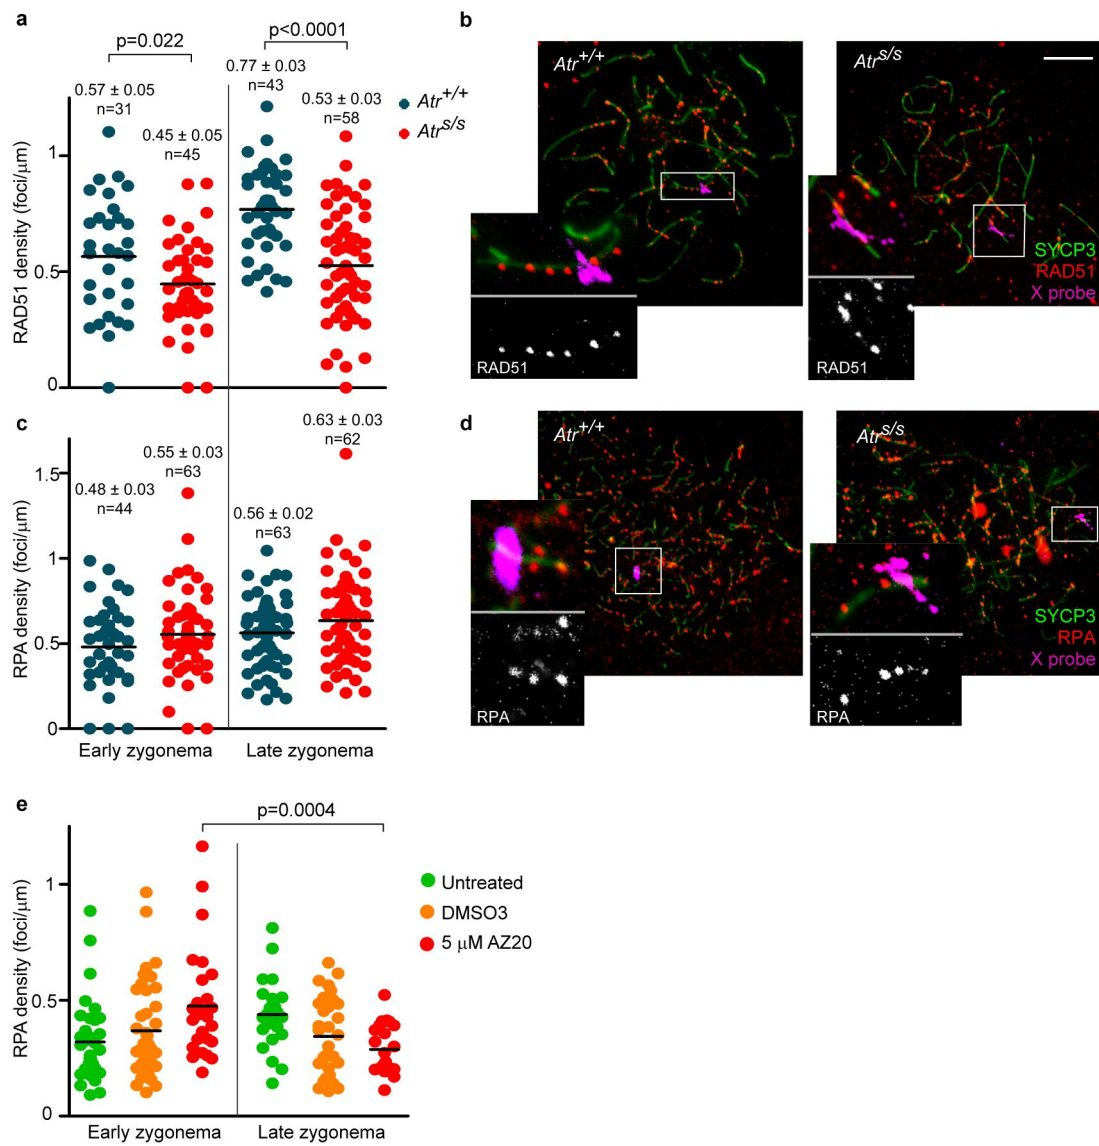 a
p=0.022
p<0.0001
0.57 ± 0.05
n=31
0.45 ± 0.05
n=45
0.77 ± 0.03
n=43
0.53 ± 0.03
n=58
Atr+/+
Atrs/s
RAD51 density (foci/μm)
1
0.5
0
b
Atr+/+
Atrs/s
SYCP3
RAD51
X probe
RAD51
RAD51
c
0.48 ± 0.03
n=44
0.55 ± 0.03
n=63
0.56 ± 0.02
n=63
0.63 ± 0.03
n=62
RPA density (foci/μm)
1.5
1
0.5
0
Early zygonema
Late zygonema
d
Atr+/+
Atrs/s
SYCP3
RPA
X probe
RPA
RPA
e
p=0.0004
RPA density (foci/μm)
1
0.5
0
Untreated
DMSO3
5 μM AZ20
Early zygonema
Late zygonema